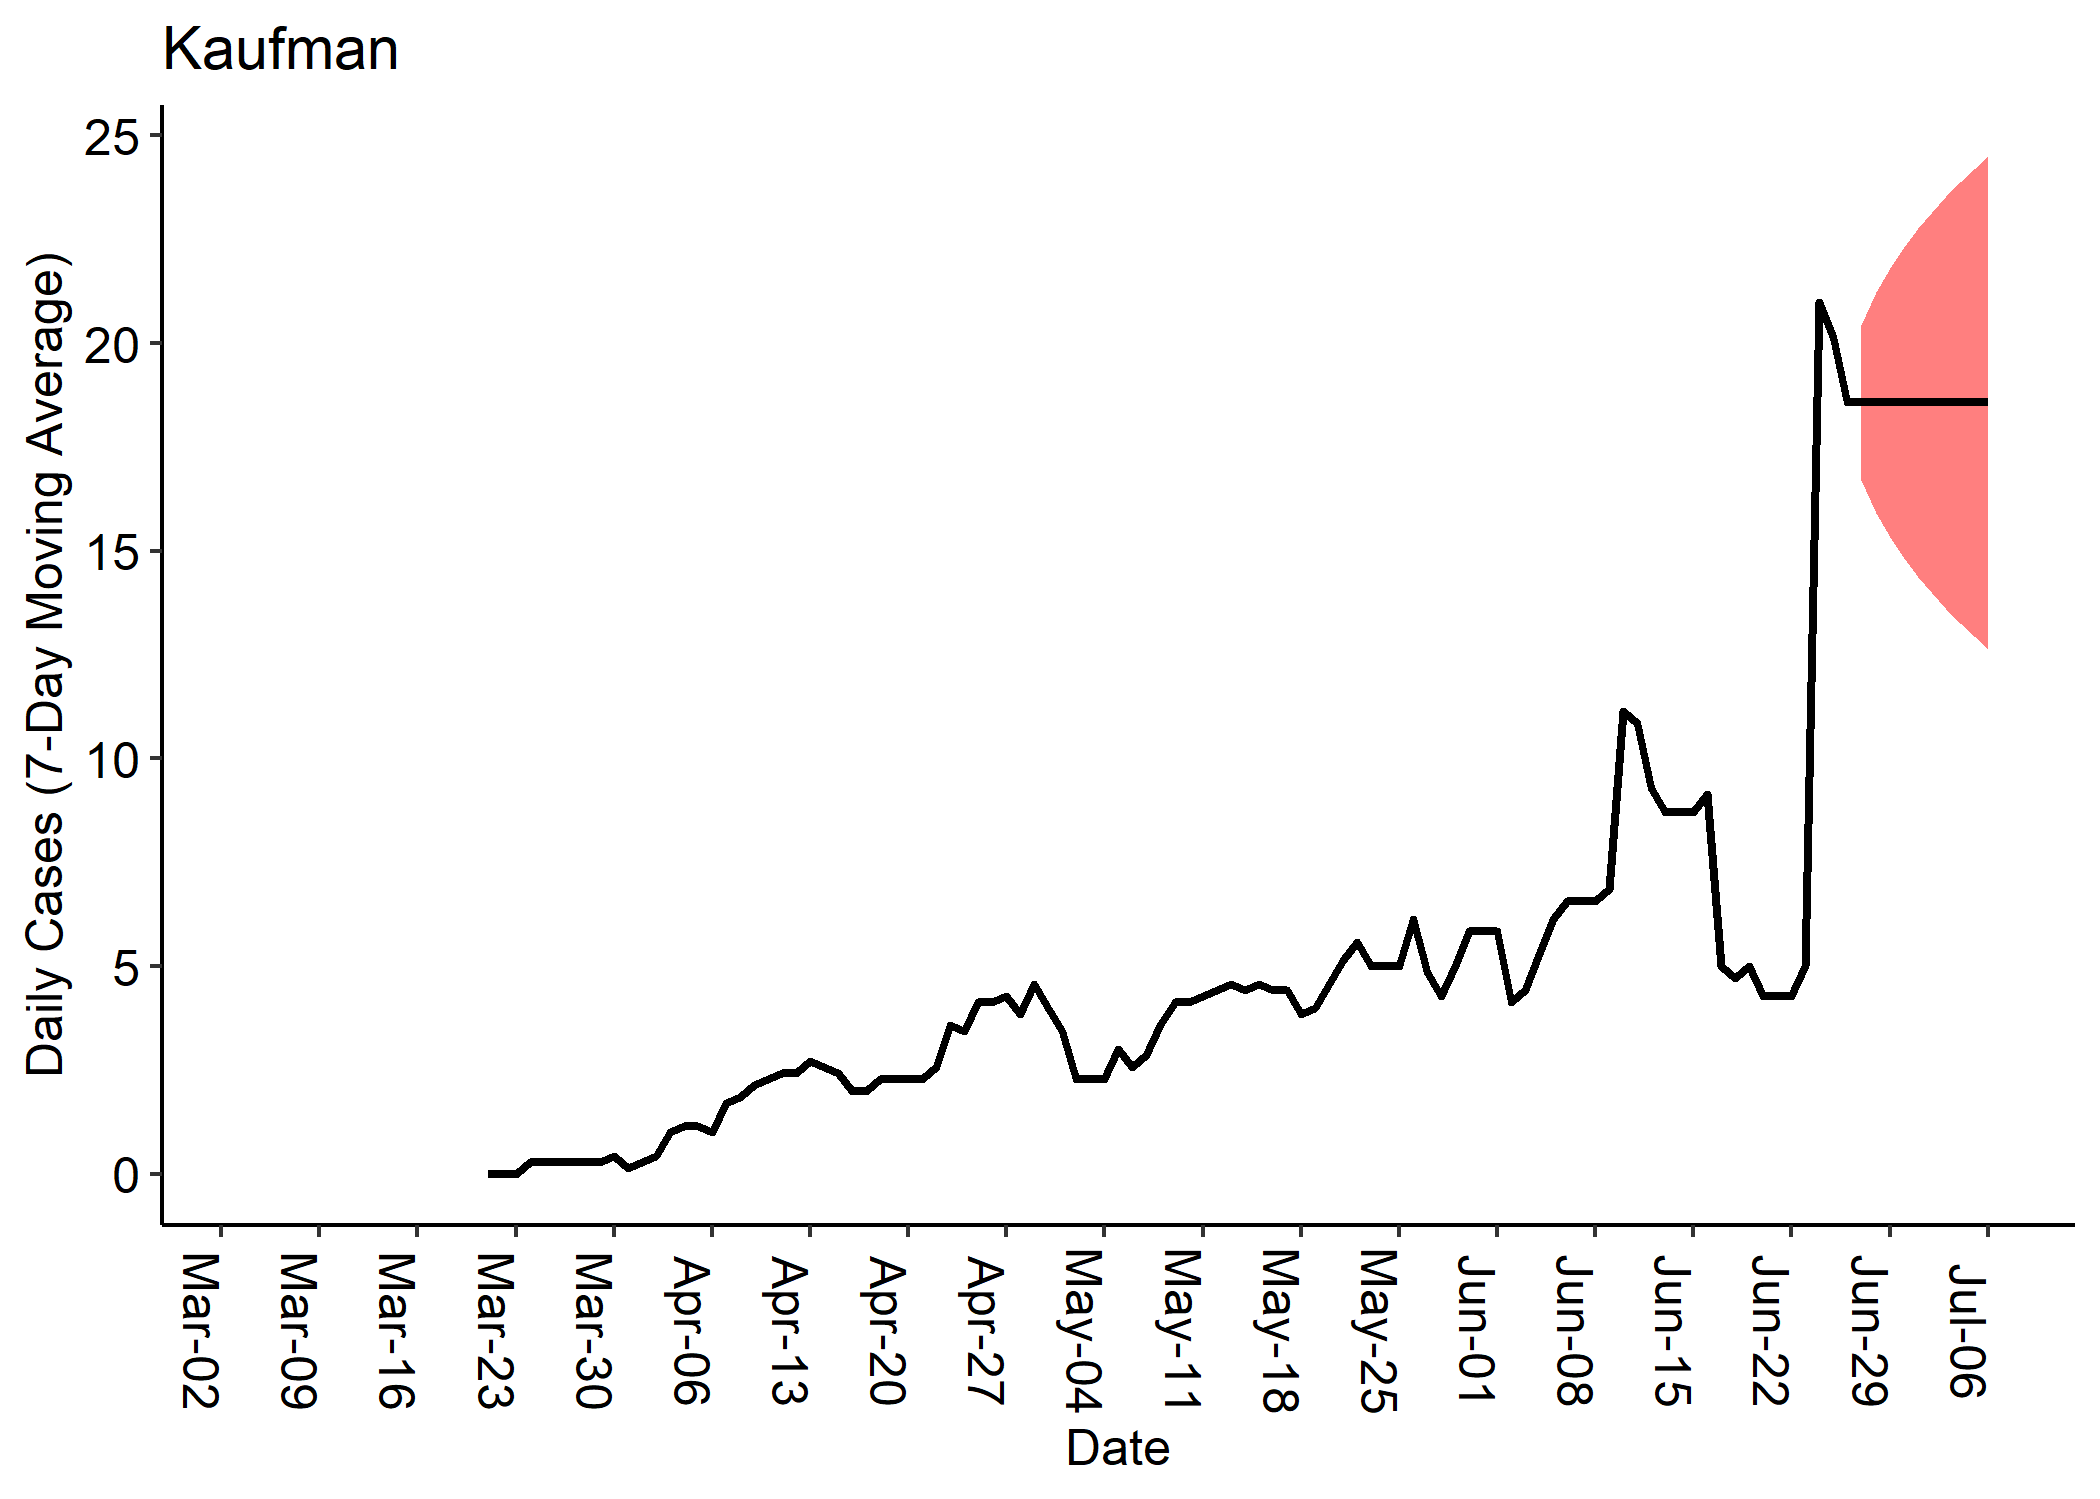 Kaufman
Daily Cases (7-Day Moving Average)
25
20
15
10
5
0
Mar-02
Mar-09
Mar-16
Mar-23
Mar-30
Apr-06
Apr-13
Apr-20
Apr-27
May-04
May-11
May-18
May-25
Jun-01
Jun-08
Jun-15
Jun-22
Jun-29
Jul-06
Date